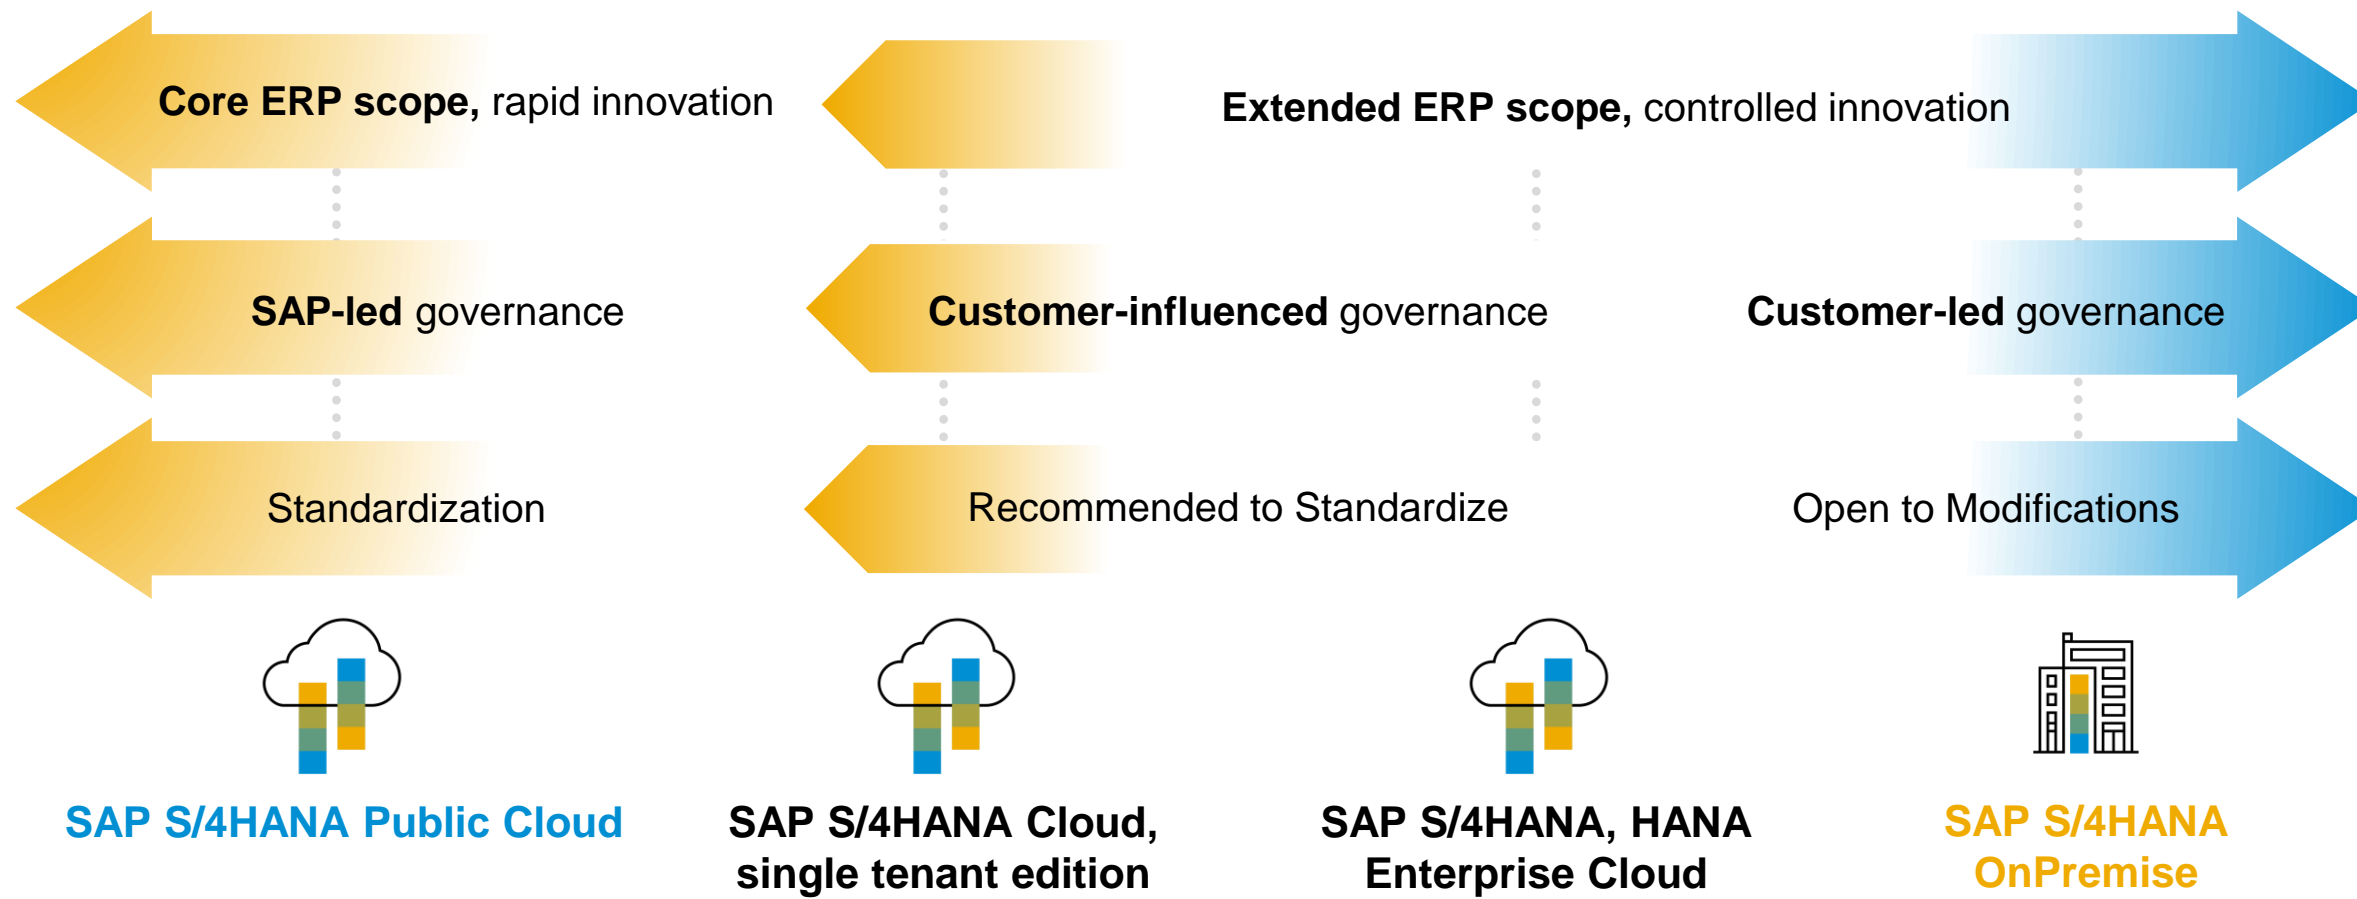 Core ERP scope, rapid innovation
Extended ERP scope, controlled innovation
SAP-led governance
Customer-influenced governance
Customer-led governance
Standardization
Recommended to Standardize
Open to Modifications
SAP S/4HANA Public Cloud
SAP S/4HANA Cloud,
single tenant edition
SAP S/4HANA, HANA
Enterprise Cloud
SAP S/4HANA
OnPremise